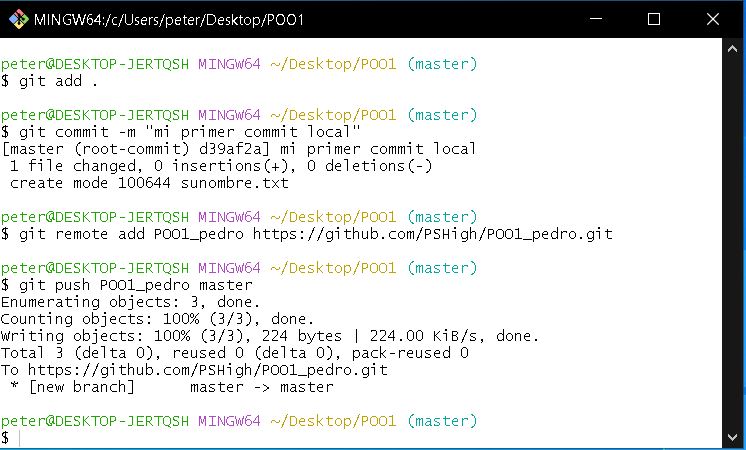 MINGW64:/c/Users/peter/Desktop/POO1
peter@DESKTOP-JERTQSH MINGW64 ~/Desktop/POO1 (master)
$ git add .
peter@DESKTOP-JERTQSH MINGW64 ~/Desktop/POO1 (master)
$ git commit -m "mi primer commit local"
[master (root-commit) d39af2a] mi primer commit local
 1 file changed, 0 insertions(+), 0 deletions(-)
 create mode 100644 sunombre.txt
peter@DESKTOP-JERTQSH MINGW64 ~/Desktop/POO1 (master)
$ git remote add POO1_pedro https://github.com/PSHigh/POO1_pedro.git
peter@DESKTOP-JERTQSH MINGW64 ~/Desktop/POO1 (master)
$ git push POO1_pedro master
Enumerating objects: 3, done.
Counting objects: 100% (3/3), done.
Writing objects: 100% (3/3), 224 bytes | 224.00 KiB/s, done.
Total 3 (delta 0), reused 0 (delta 0), pack-reused 0
To https://github.com/PSHigh/POO1_pedro.git
 * [new branch]      master -> master
peter@DESKTOP-JERTQSH MINGW64 ~/Desktop/POO1 (master)
$